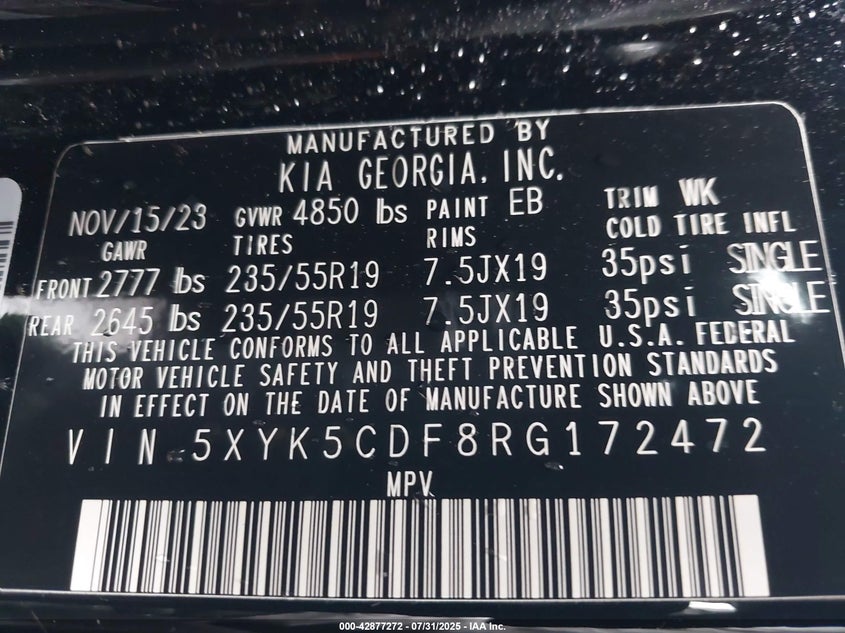 MANUFACTURED BY
KIA GEORGIA, INC.
NOV/15/23 GVWR 4850 lbs PAINT EB TRIM WK
GAWR TIRES RIMS COLD TIRE INFL
FRONT 2777 lbs 235/55R19 7.5JX19 35psi SINGLE
REAR 2645 lbs 235/55R19 7.5JX19 35psi SINGLE
THIS VEHICLE CONFORMS TO ALL APPLICABLE U.S.A. FEDERAL
MOTOR VEHICLE SAFETY AND THEFT PREVENTION STANDARDS
IN EFFECT ON THE DATE OF MANUFACTURE SHOWN ABOVE
VIN 5XYK5CDF8RG172472
MPV
000-42877272 - 07/31/2025 - IAA Inc.